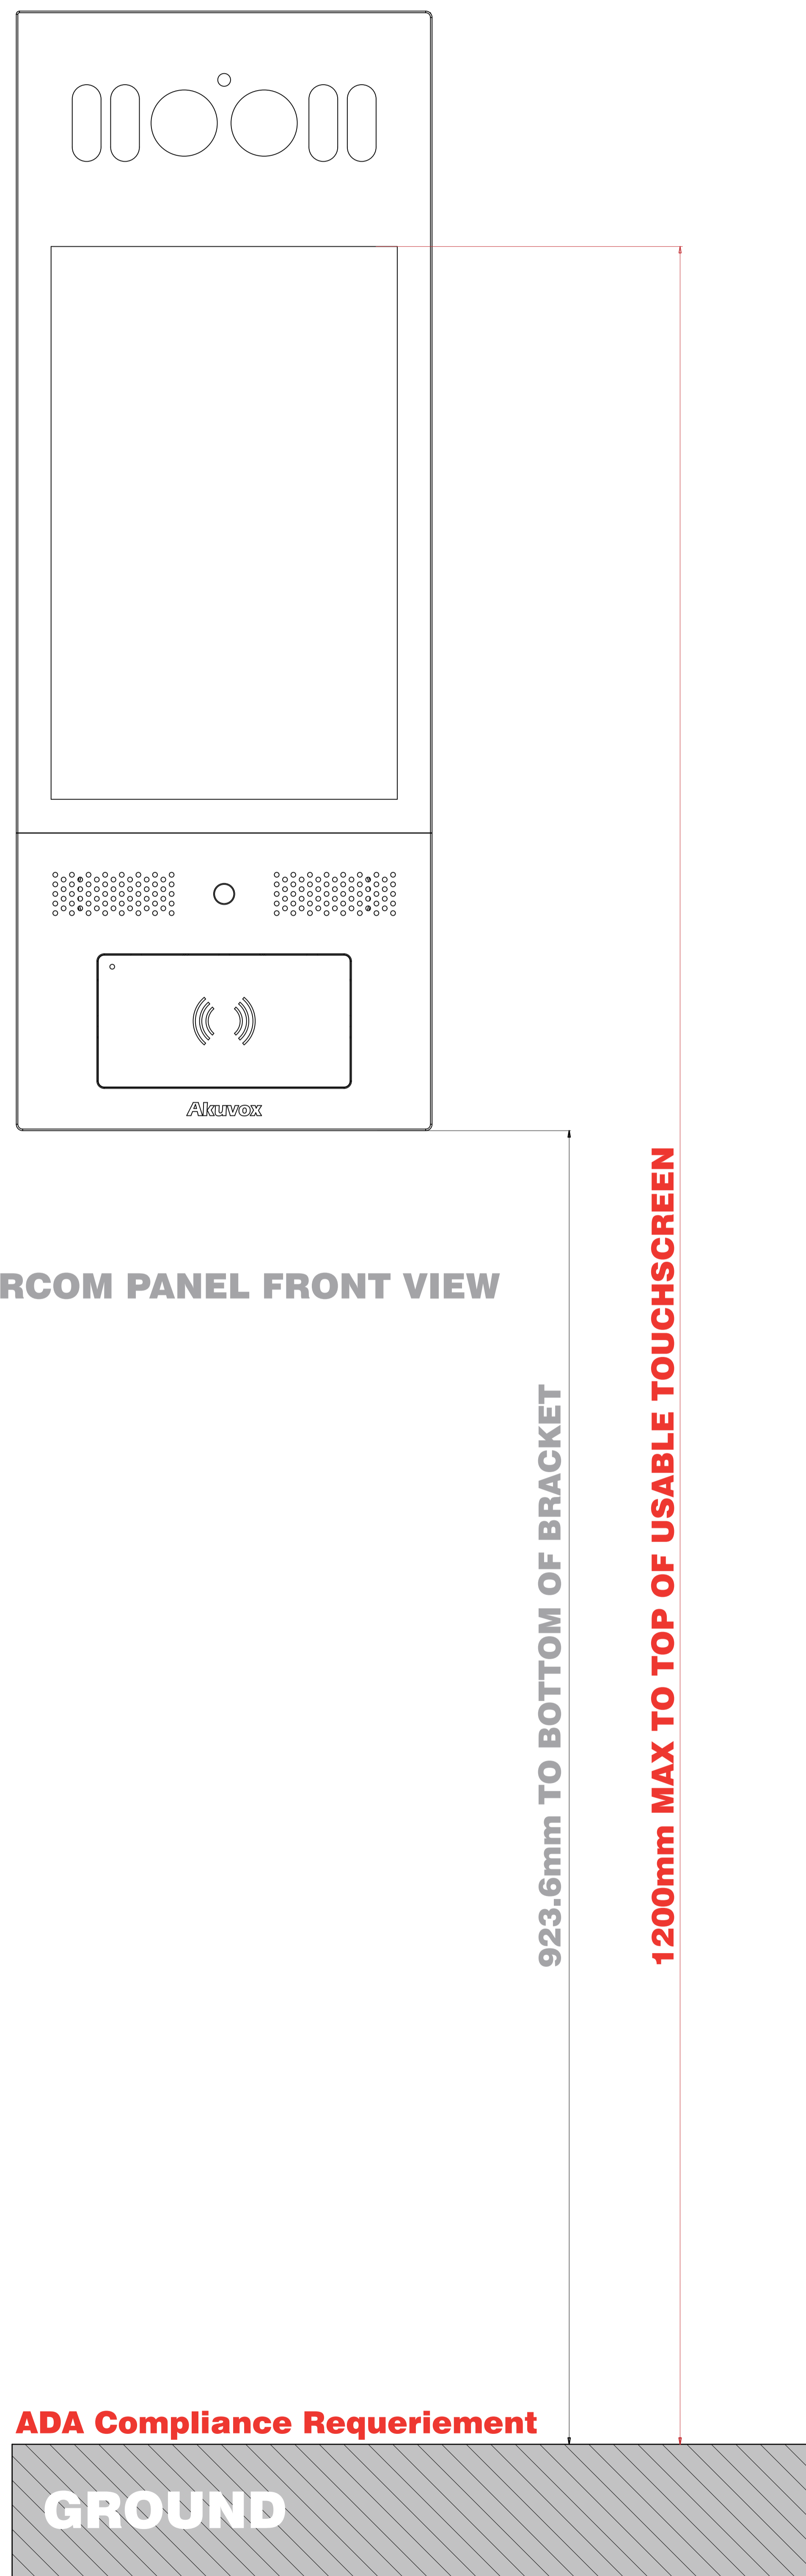 Akuvox
RCOM PANEL FRONT VIEW
923.6mm TO BOTTOM OF BRACKET
1200mm MAX TO TOP OF USABLE TOUCHSCREEN
ADA Compliance Requeriement
GROUND